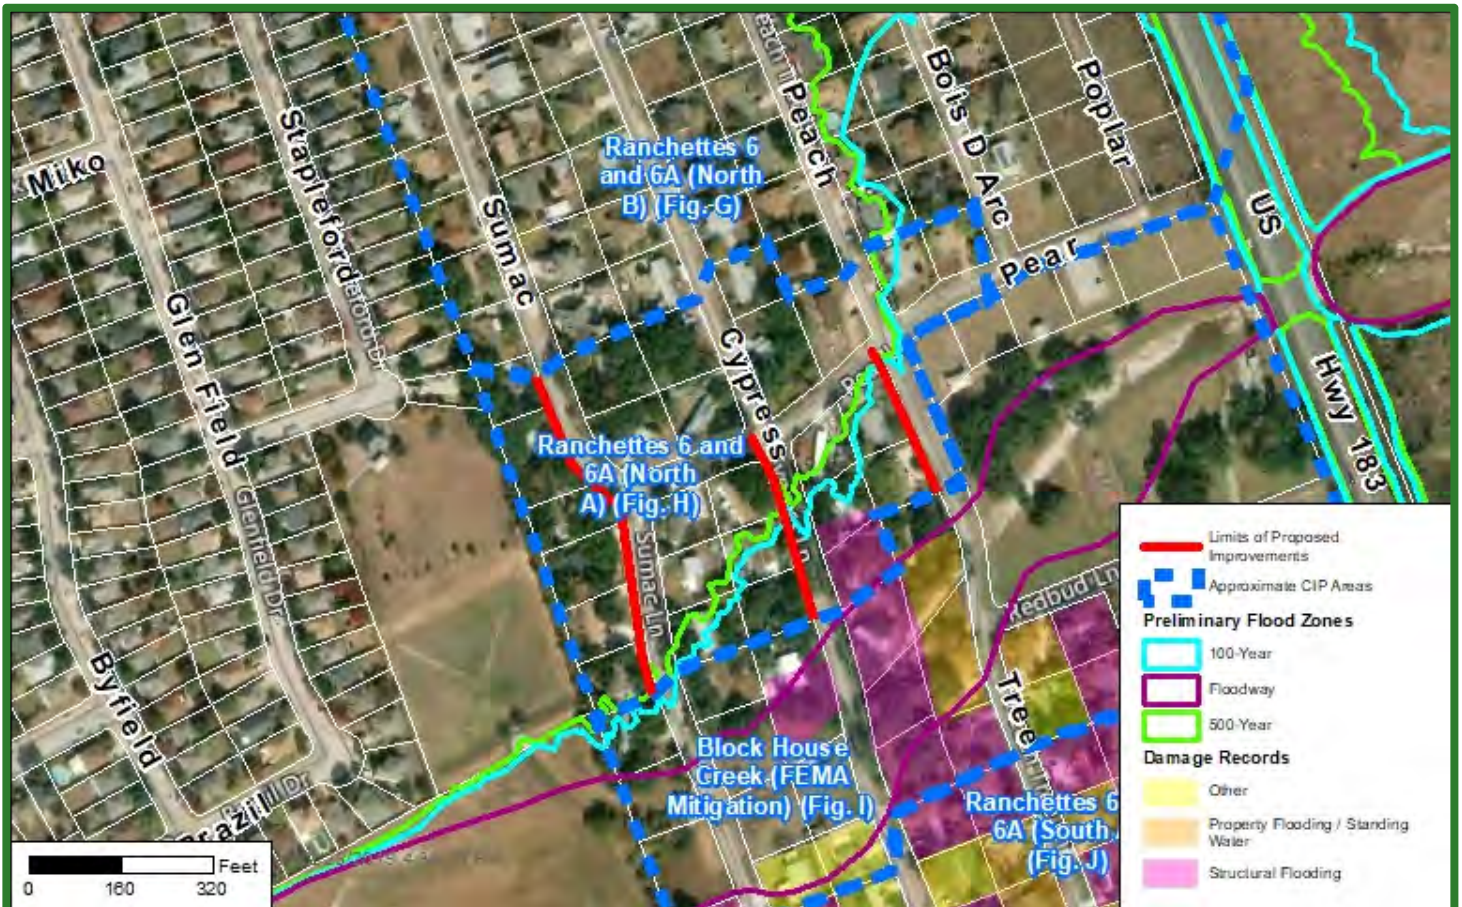 Miko
Stapleford
Sumac
Glen Field
Glenfield Dr
Byfield
Ranchettes 6
and 6A (North
B) (Fig. G)
Peach
Bois D Arc
Poplar
Pear
US
Hwy 183
Cypress
Ranchettes 6 and
6A (North
A) (Fig. H)
Sumac Ln
Redbud Ln
Block House
Creek (FEMA
Mitigation) (Fig. I)
Ranchettes 6
6A (South
(Fig. J)
Limits of Proposed
Improvements
Approximate CIP Areas
Preliminary Flood Zones
100-Year
Floodway
500-Year
Damage Records
Other
Property Flooding / Standing
Water
Structural Flooding
Feet
0 160 320